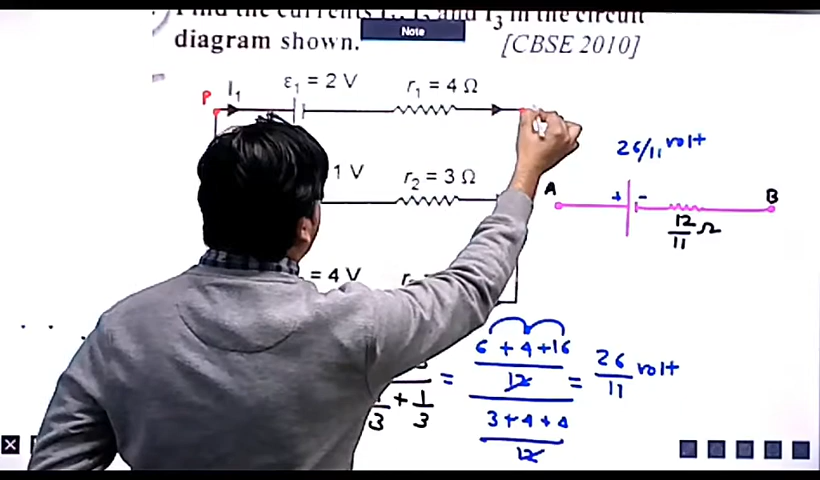 Find the currents I1, I2 and I3 in the circuit
Note
diagram shown. [CBSE 2010]
P I₁ ε₁ = 2 V r₁ = 4 Ω
26/11 volt
1 V r₂ = 3 Ω
A + - B
12/11 Ω
= 4 V
6 + 4 + 16
12
= 26/11 volt
+ 1/3 =
3 + 4 + 4
12